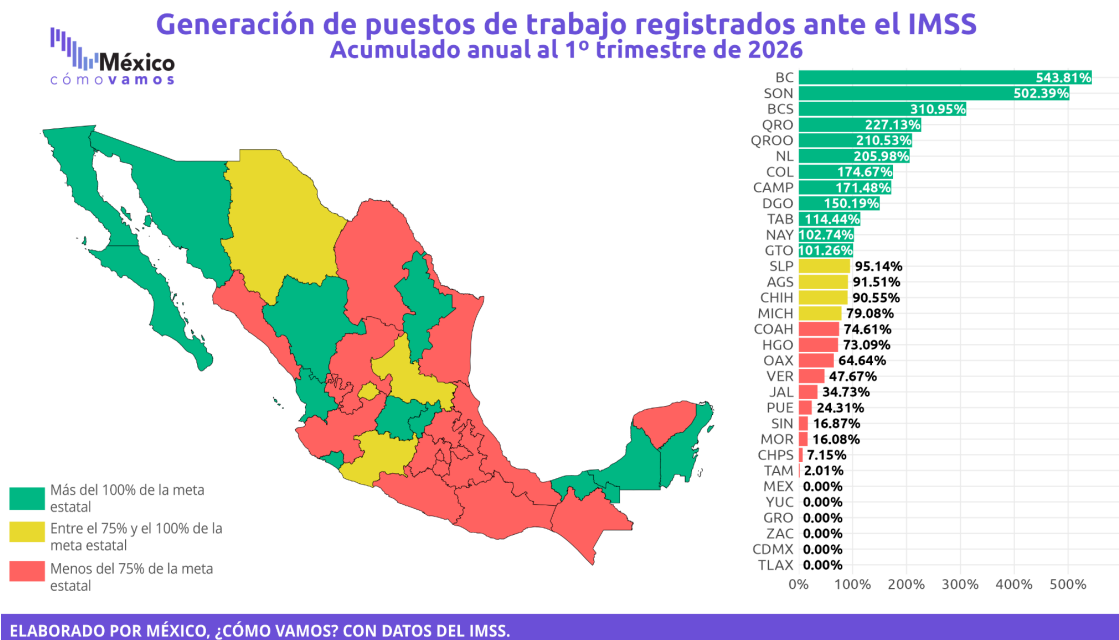 Generación de puestos de trabajo registrados ante el IMSS
Acumulado anual al 1º trimestre de 2026
México
cómovamos
BC 543.81%
SON 502.39%
BCS 310.95%
QRO 227.13%
QROO 210.53%
NL 205.98%
COL 174.67%
CAMP 171.48%
DGO 150.19%
TAB 114.44%
NAY 102.74%
GTO 101.26%
SLP 95.14%
AGS 91.51%
CHIH 90.55%
MICH 79.08%
COAH 74.61%
HGO 73.09%
OAX 64.64%
VER 47.67%
JAL 34.73%
PUE 24.31%
SIN 16.87%
MOR 16.08%
CHPS 7.15%
TAM 2.01%
MEX 0.00%
YUC 0.00%
GRO 0.00%
ZAC 0.00%
CDMX 0.00%
TLAX 0.00%
0% 100% 200% 300% 400% 500%
Más del 100% de la meta
estatal
Entre el 75% y el 100% de la
meta estatal
Menos del 75% de la meta
estatal
ELABORADO POR MÉXICO, ¿CÓMO VAMOS? CON DATOS DEL IMSS.